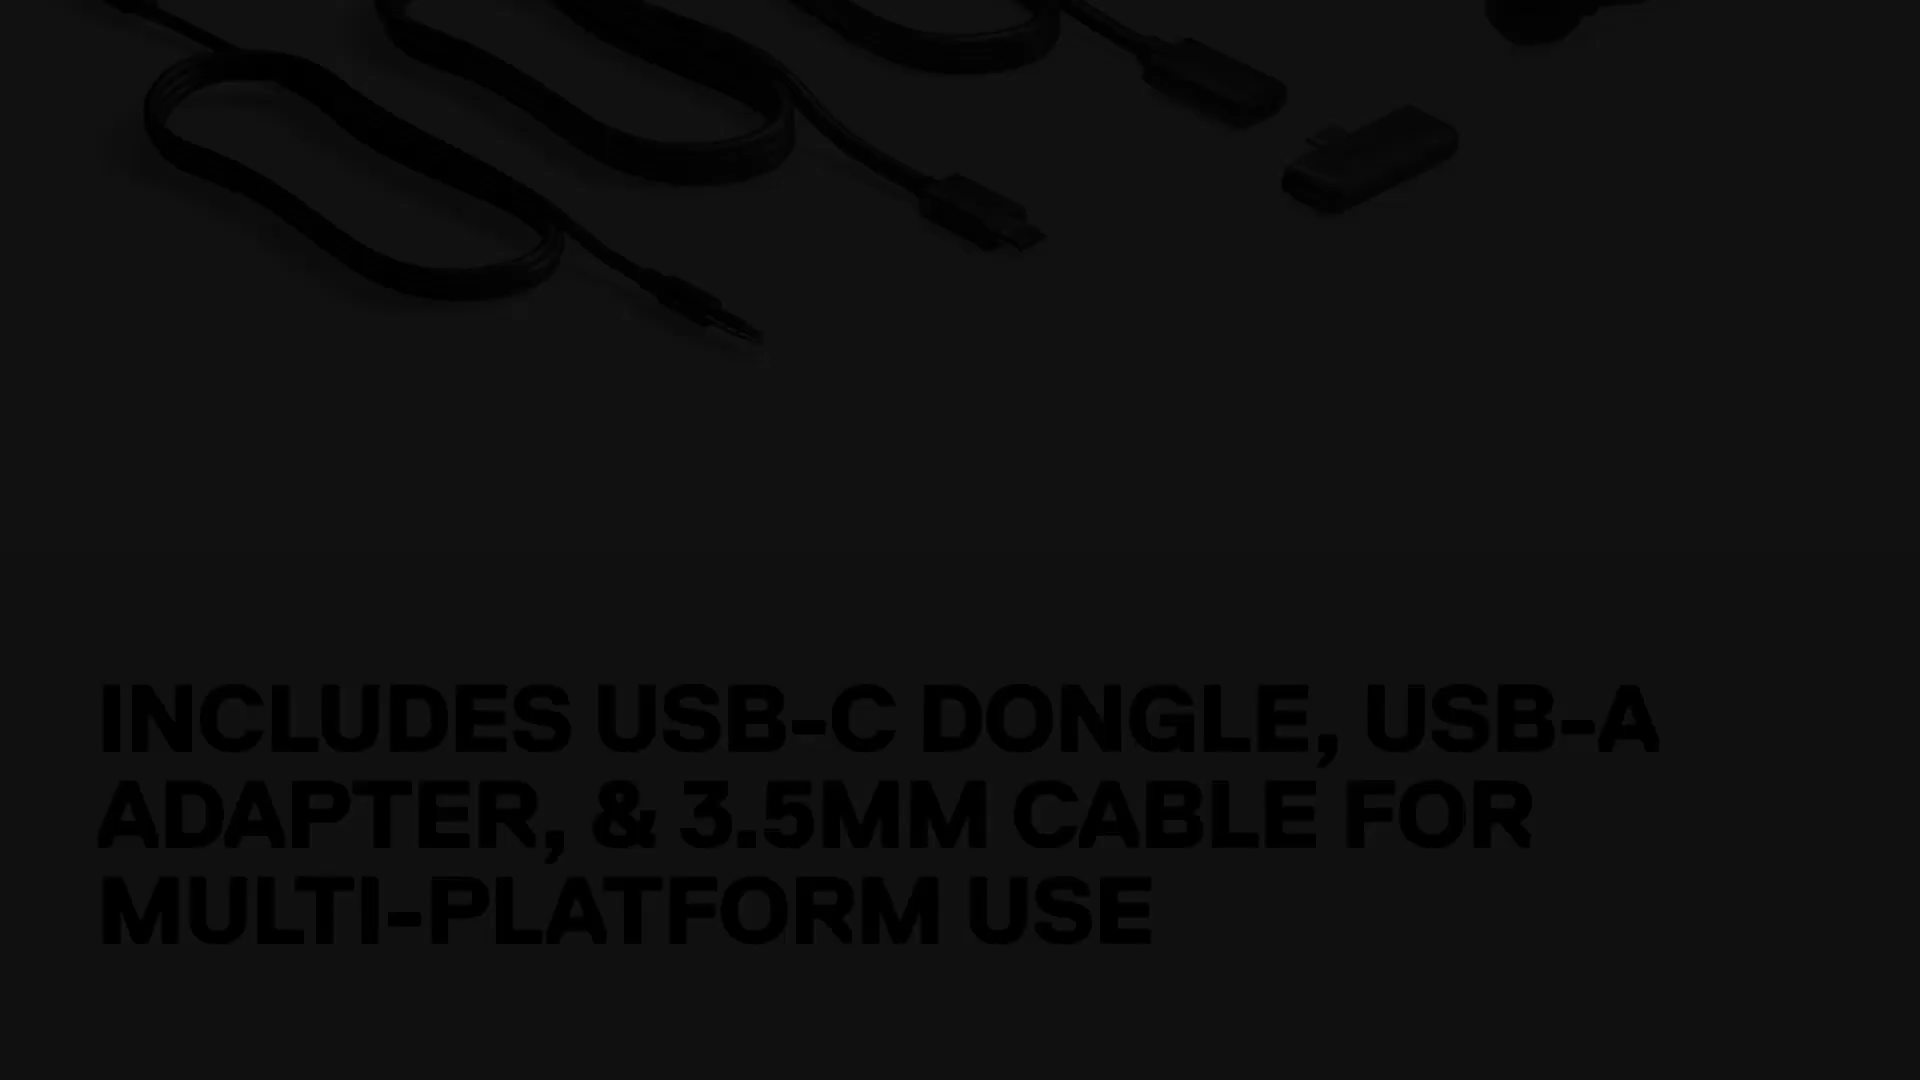 INCLUDES USB-C DONGLE, USB-A
ADAPTER, & 3.5MM CABLE FOR
MULTI-PLATFORM USE